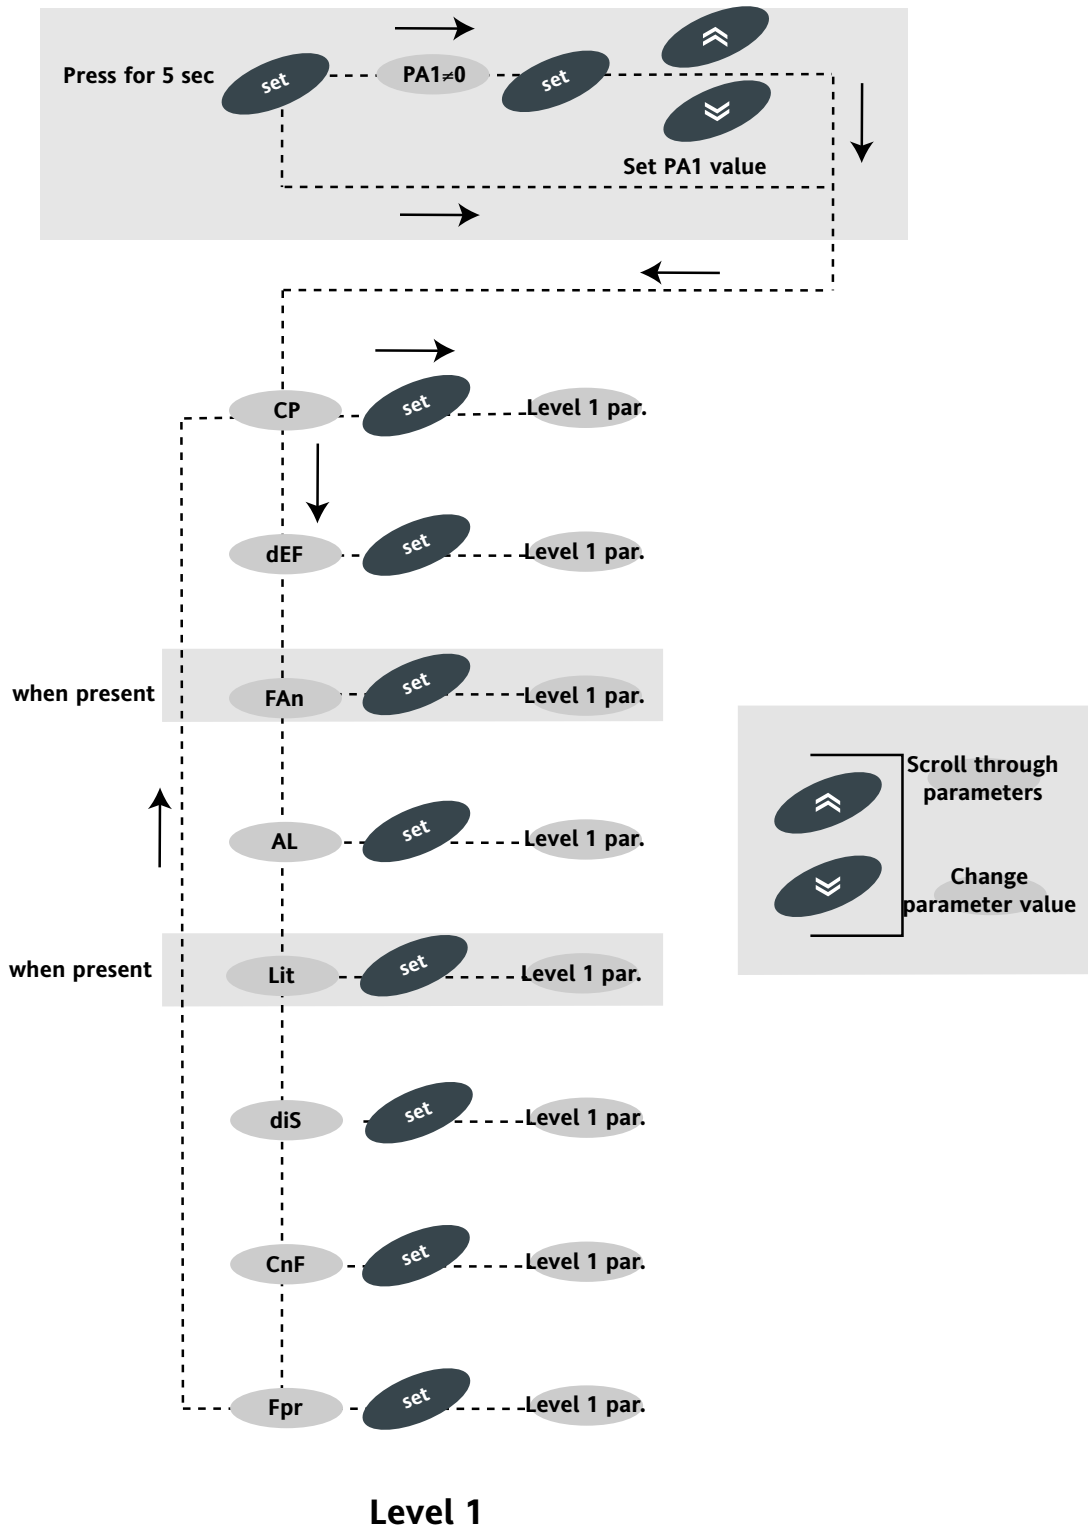 Press for 5 sec
set
PA1≠0
set
Set PA1 value
CP
set
Level 1 par.
dEF
set
Level 1 par.
when present
FAn
set
Level 1 par.
Scroll through
parameters
AL
set
Level 1 par.
Change
parameter value
when present
Lit
set
Level 1 par.
diS
set
Level 1 par.
CnF
set
Level 1 par.
Fpr
set
Level 1 par.
Level 1